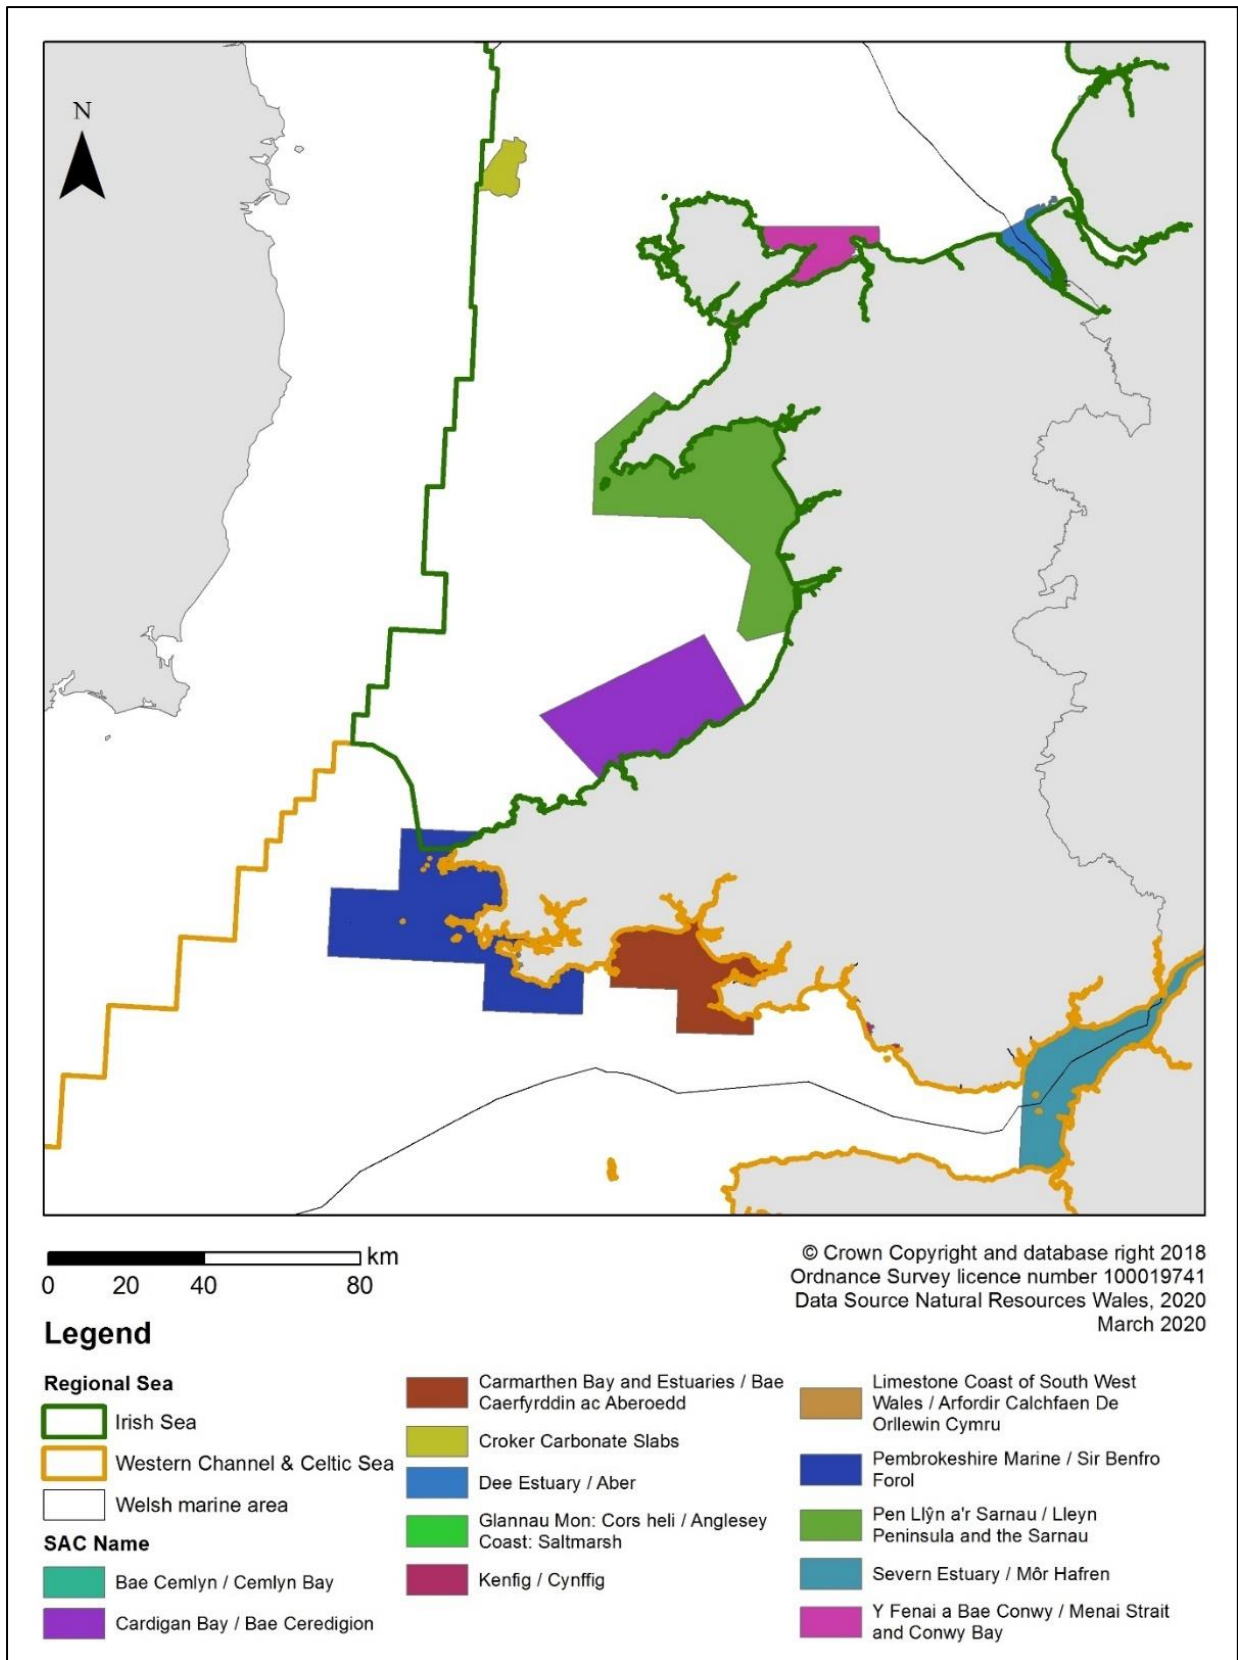 N
km
0 20 40 80
© Crown Copyright and database right 2018
Ordnance Survey licence number 100019741
Data Source Natural Resources Wales, 2020
March 2020
Legend
Regional Sea
Irish Sea
Western Channel & Celtic Sea
Welsh marine area
SAC Name
Bae Cemlyn / Cemlyn Bay
Cardigan Bay / Bae Ceredigion
Carmarthen Bay and Estuaries / Bae
Caerfyrddin ac Aberoedd
Croker Carbonate Slabs
Dee Estuary / Aber
Glannau Mon: Cors heli / Anglesey
Coast: Saltmarsh
Kenfig / Cynffig
Limestone Coast of South West
Wales / Arfordir Calchfaen De
Orllewin Cymru
Pembrokeshire Marine / Sir Benfro
Forol
Pen Llŷn a'r Sarnau / Lleyn
Peninsula and the Sarnau
Severn Estuary / Môr Hafren
Y Fenai a Bae Conwy / Menai Strait
and Conwy Bay